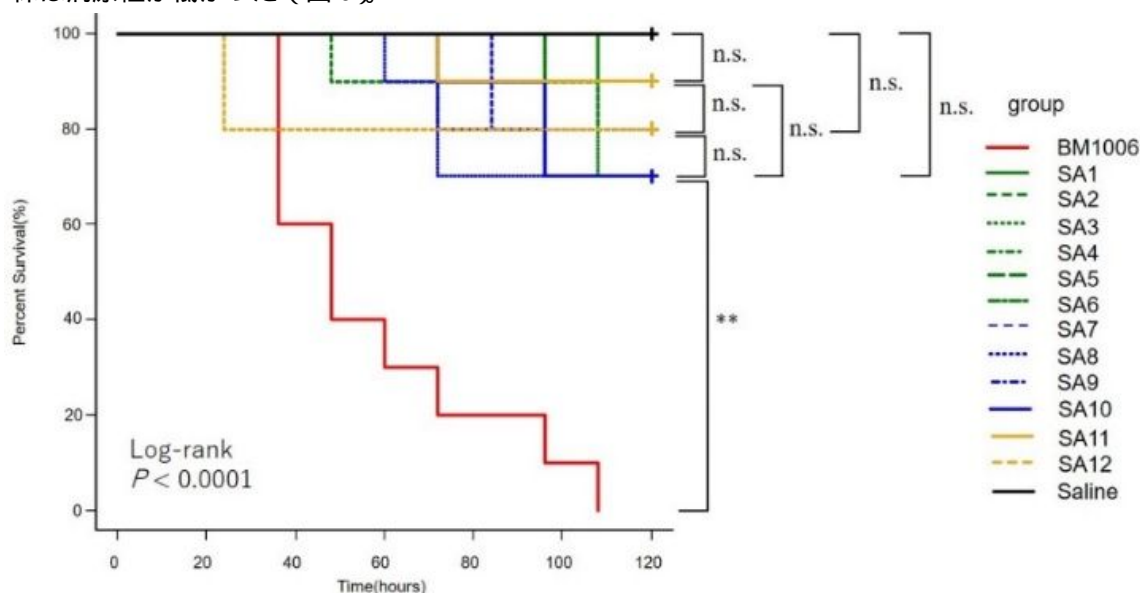 100
80
60
40
20
0
Percent Survival(%)
0 20 40 60 80 100 120
Time(hours)
Log-rank
P < 0.0001
n.s.
n.s.
n.s.
n.s.
n.s.
n.s.
**
group
BM1006
SA1
SA2
SA3
SA4
SA5
SA6
SA7
SA8
SA9
SA10
SA11
SA12
Saline